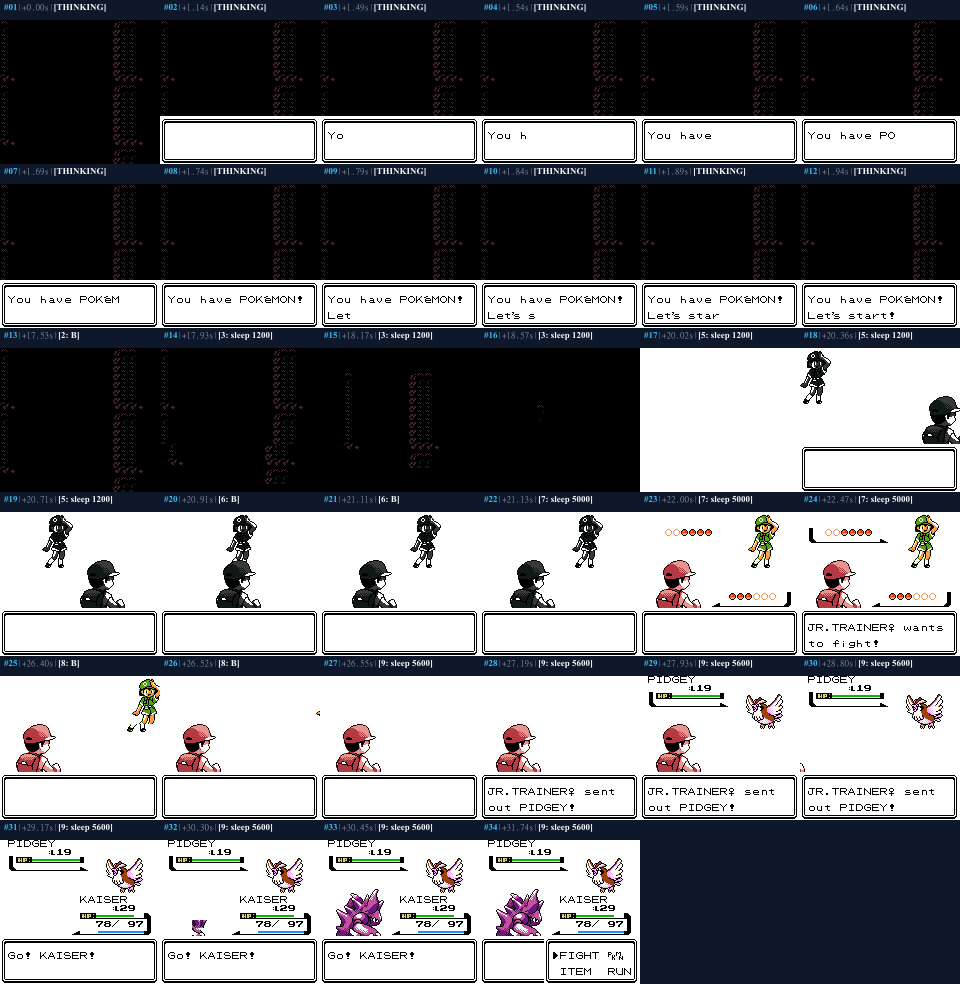 #01|+0.00s|[THINKING]
#02|+1.14s|[THINKING]
#03|+1.49s|[THINKING]
#04|+1.54s|[THINKING]
#05|+1.59s|[THINKING]
#06|+1.64s|[THINKING]
Yo
You h
You have
You have PO
#07|+1.69s|[THINKING]
#08|+1.74s|[THINKING]
#09|+1.79s|[THINKING]
#10|+1.84s|[THINKING]
#11|+1.89s|[THINKING]
#12|+1.94s|[THINKING]
You have POKéM
You have POKéMON!
You have POKéMON!
Let
You have POKéMON!
Let's s
You have POKéMON!
Let's star
You have POKéMON!
Let's start!
#13|+17.53s|[2: B]
#14|+17.93s|[3: sleep 1200]
#15|+18.17s|[3: sleep 1200]
#16|+18.57s|[3: sleep 1200]
#17|+20.02s|[5: sleep 1200]
#18|+20.36s|[5: sleep 1200]
#19|+20.71s|[5: sleep 1200]
#20|+20.91s|[6: B]
#21|+21.11s|[6: B]
#22|+21.13s|[7: sleep 5000]
#23|+22.00s|[7: sleep 5000]
#24|+22.47s|[7: sleep 5000]
JR.TRAINER♀ wants
to fight!
#25|+26.40s|[8: B]
#26|+26.52s|[8: B]
#27|+26.55s|[9: sleep 5600]
#28|+27.19s|[9: sleep 5600]
#29|+27.93s|[9: sleep 5600]
#30|+28.80s|[9: sleep 5600]
JR.TRAINER♀ sent
out PIDGEY!
PIDGEY
:L19
HP:
JR.TRAINER♀ sent
out PIDGEY!
PIDGEY
:L19
HP:
JR.TRAINER♀ sent
out PIDGEY!
#31|+29.17s|[9: sleep 5600]
#32|+30.30s|[9: sleep 5600]
#33|+30.45s|[9: sleep 5600]
#34|+31.74s|[9: sleep 5600]
PIDGEY
:L19
HP:
KAISER
:L29
HP:
78/ 97
Go! KAISER!
PIDGEY
:L19
HP:
KAISER
:L29
HP:
78/ 97
Go! KAISER!
PIDGEY
:L19
HP:
KAISER
:L29
HP:
78/ 97
Go! KAISER!
PIDGEY
:L19
HP:
KAISER
:L29
HP:
78/ 97
▶FIGHT PKMN
ITEM RUN